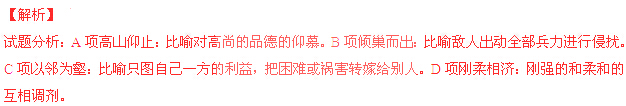 【解析】
试题分析：A 项高山仰止：比喻对高尚的品德的仰慕。B 项倾巢而出：比喻敌人出动全部兵力进行侵扰。
C 项以邻为壑：比喻只图自己一方的利益，把困难或祸害转嫁给别人。D 项刚柔相济：刚强的和柔和的
互相调剂。